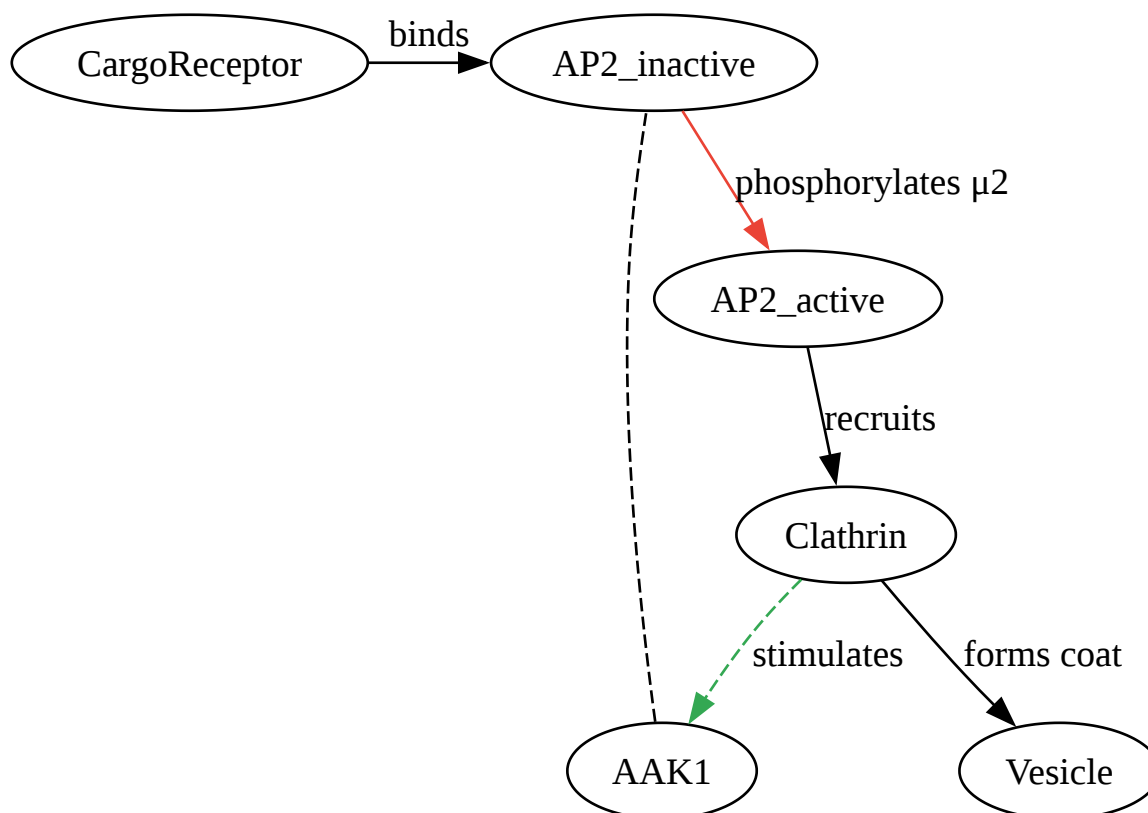 binds
CargoReceptor
AP2_inactive
phosphorylates μ2
AP2_active
recruits
Clathrin
stimulates
forms coat
AAK1
Vesicle